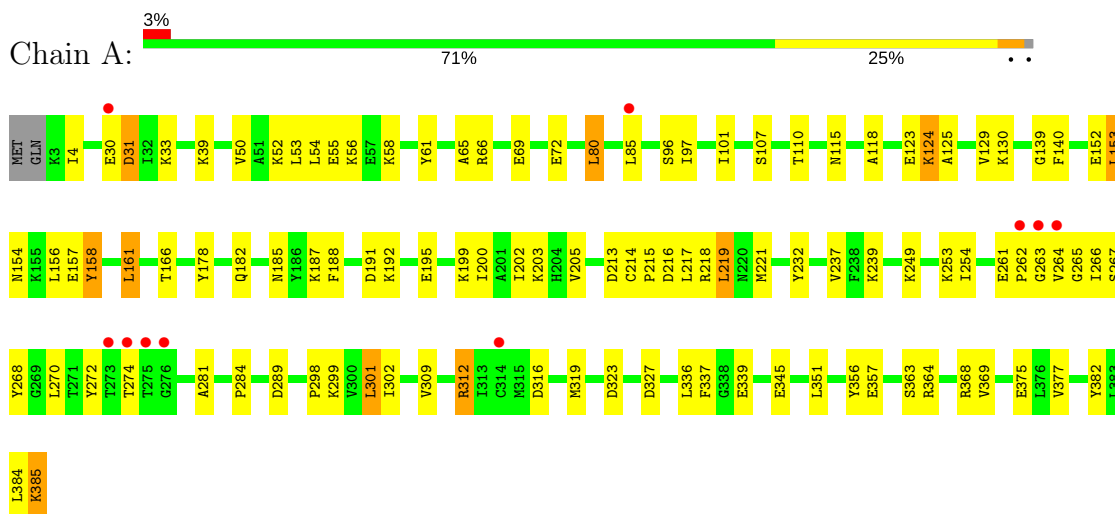 3%
Chain A:
71% 25% • •
MET GLN K3 I4 E30 D31 I32 K33 K39 V50 A51 K52 L53 L54 E55 K56 E57 K58 Y61 A65 R66 E69 E72 L80 L85 S96 I97 I101 S107 T110 N115 A118 E123 K124 A125 V129 K130 G139 F140 E152 L153
N154 K155 L156 E157 Y158 L161 T166 Y178 Q182 N185 Y186 K187 F188 D191 K192 E195 K199 I200 A201 I202 K203 H204 V205 D213 C214 P215 D216 L217 R218 L219 N220 M221 Y232 V237 F238 K239 K249 K253 I254 E261 P262 G263 V264 G265 I266 S267
Y268 G269 L270 T271 Y272 T273 T274 T275 G276 A281 P284 D289 P298 K299 V300 L301 I302 V309 R312 I313 C314 M315 D316 M319 D323 D327 L336 F337 G338 E339 E345 L351 Y356 E357 S363 R364 R368 V369 E375 L376 V377 Y382 L383
L384 K385